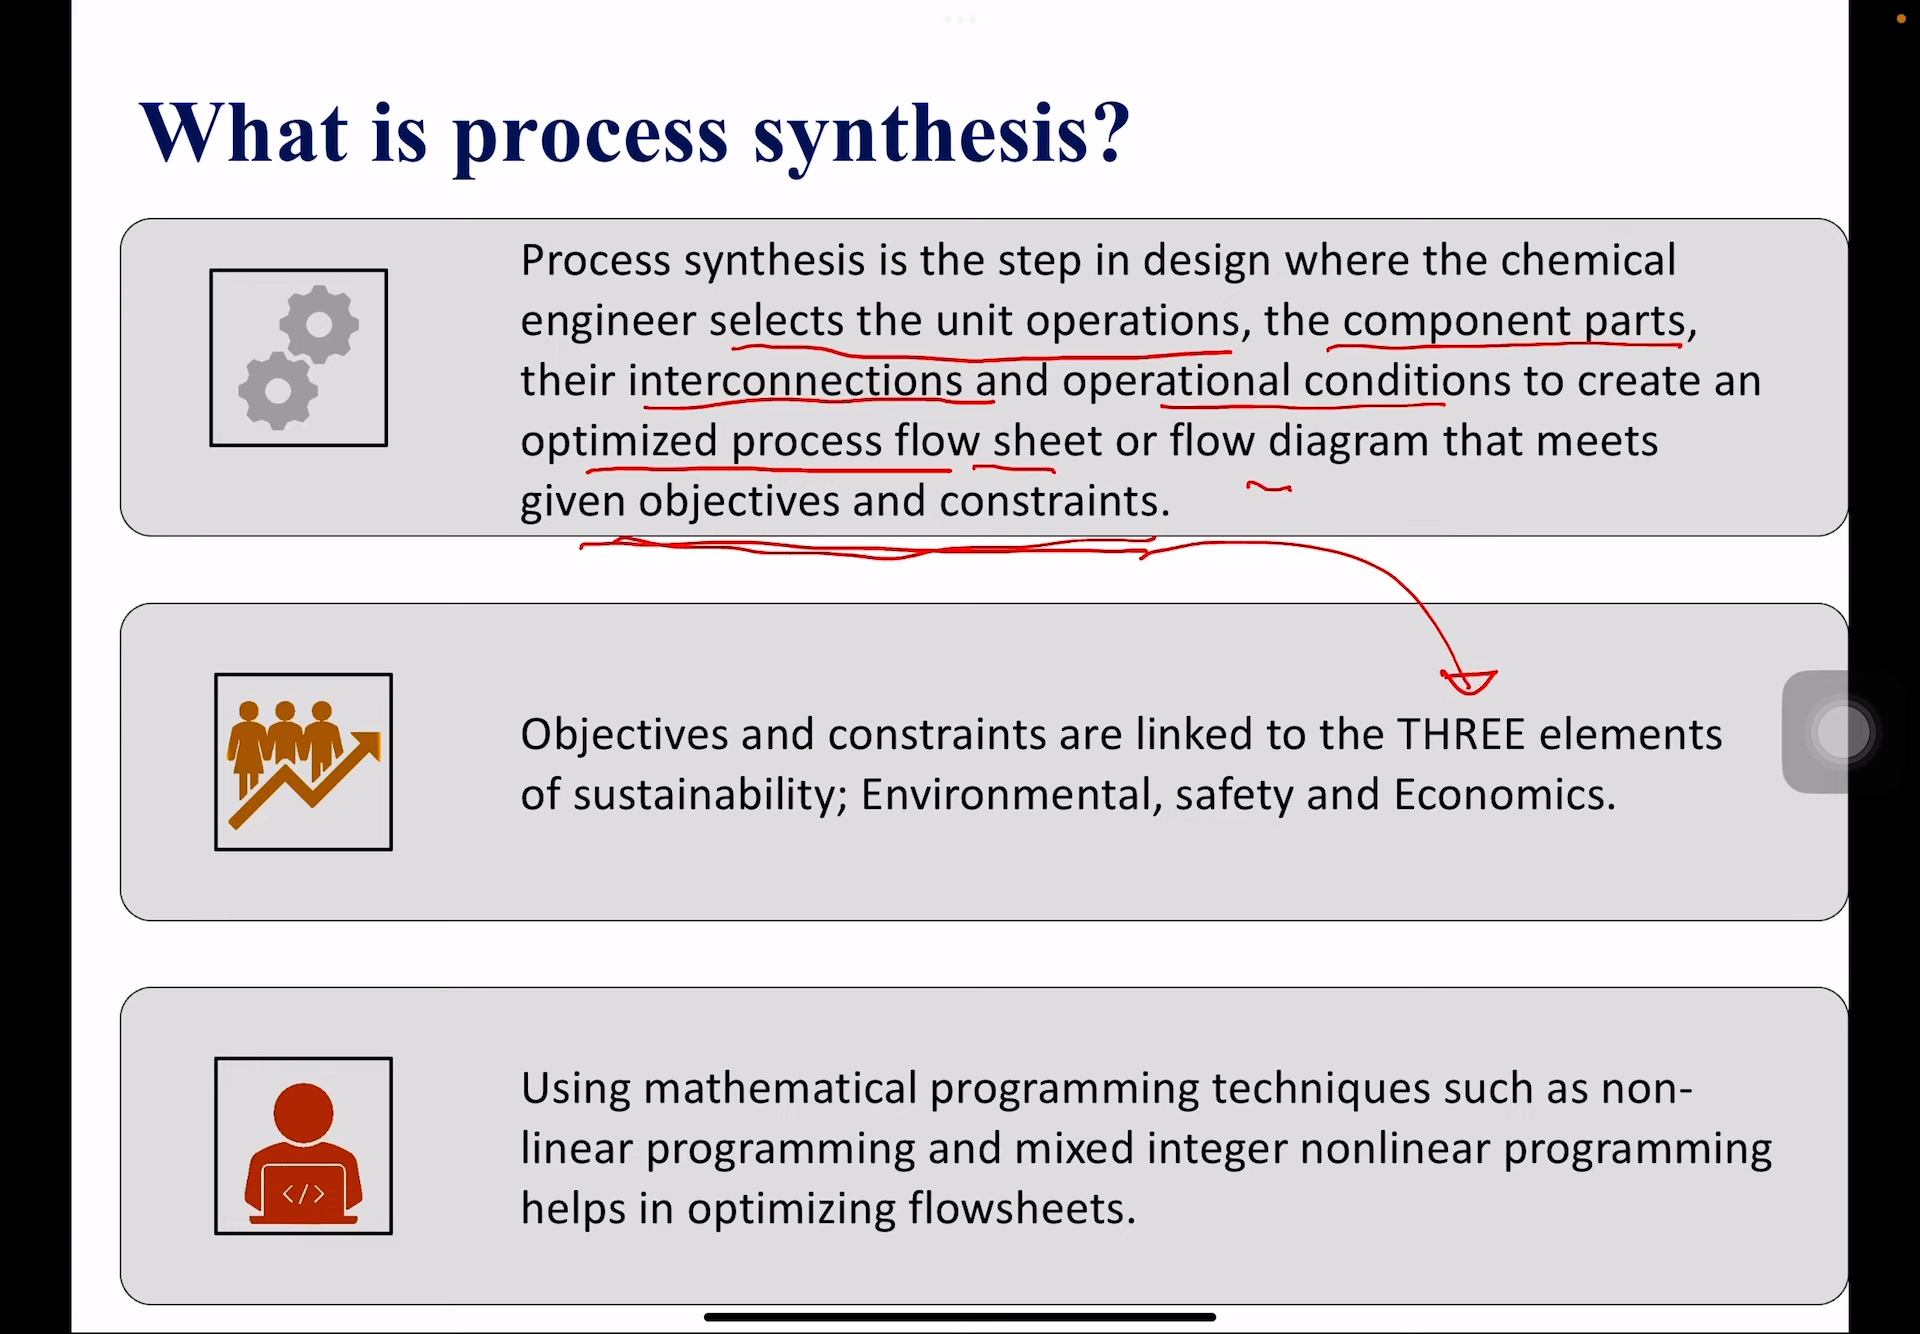 What is process synthesis?
Process synthesis is the step in design where the chemical
engineer selects the unit operations, the component parts,
their interconnections and operational conditions to create an
optimized process flow sheet or flow diagram that meets
given objectives and constraints.
Objectives and constraints are linked to the THREE elements
of sustainability; Environmental, safety and Economics.
</>
Using mathematical programming techniques such as non-
linear programming and mixed integer nonlinear programming
helps in optimizing flowsheets.